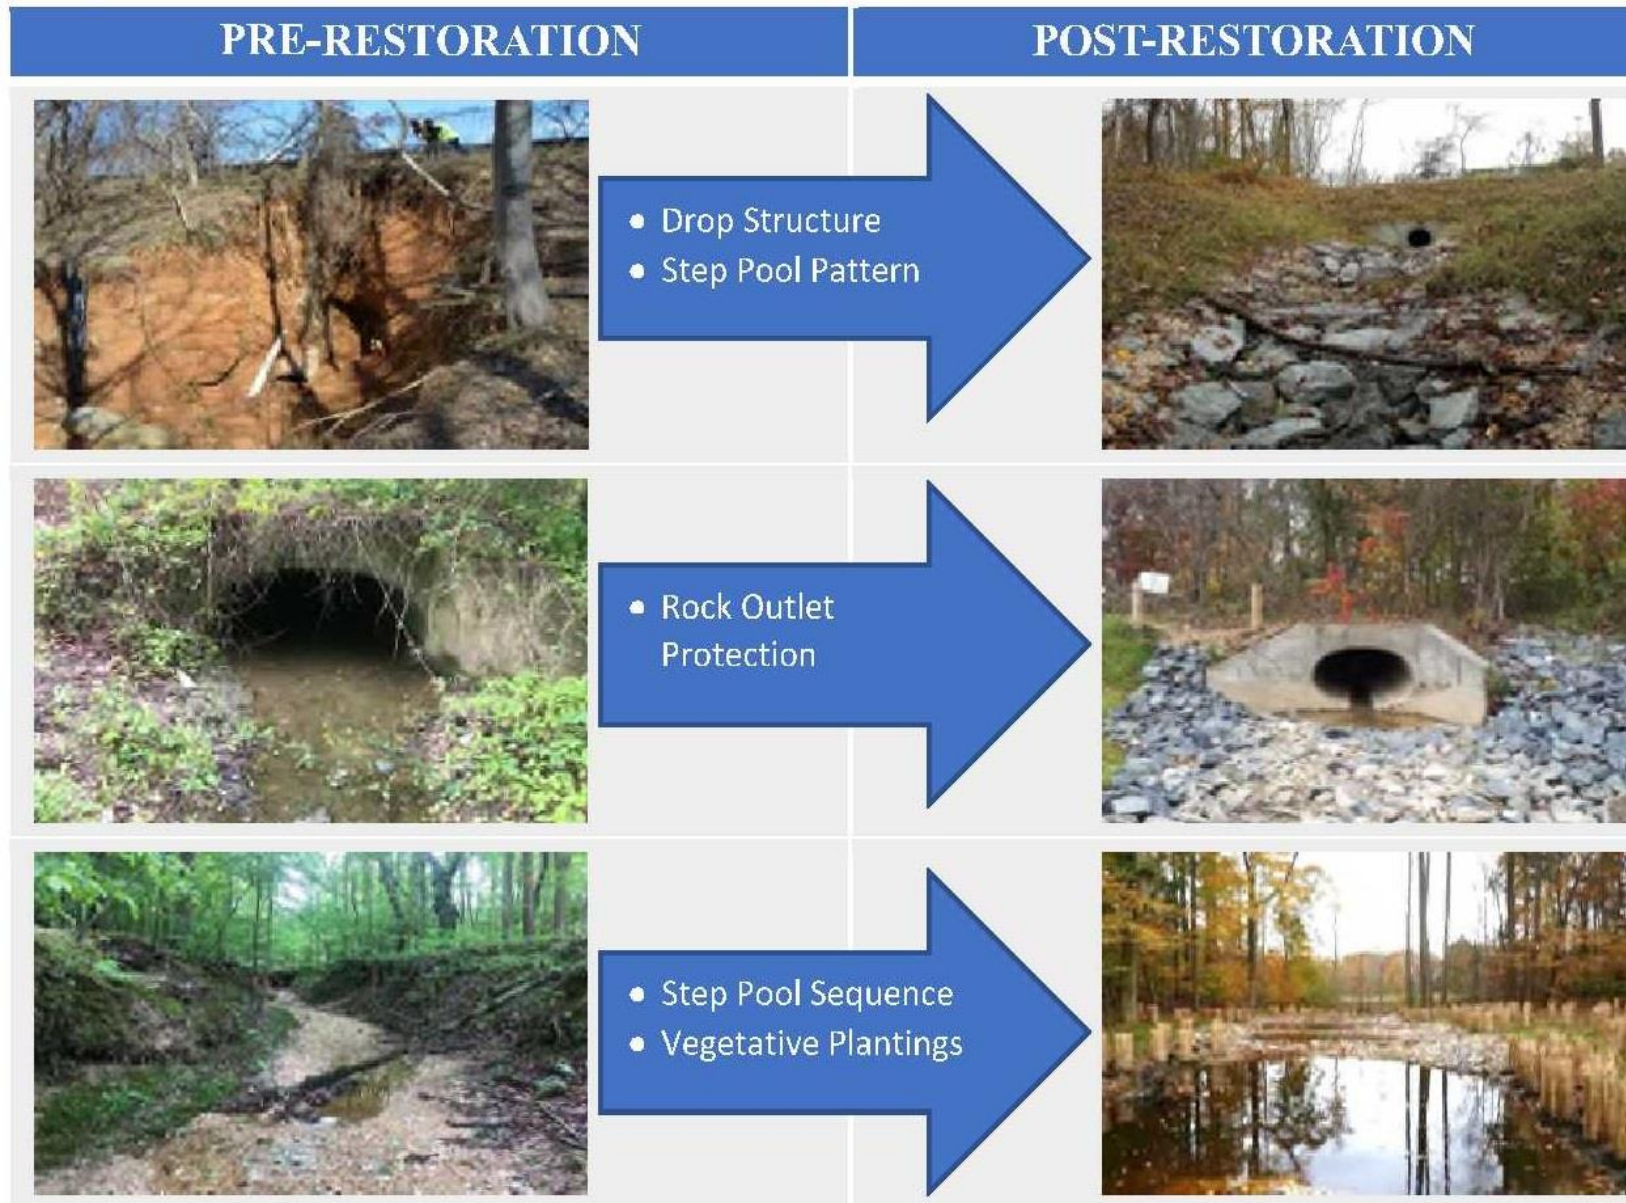 PRE-RESTORATION
POST-RESTORATION
• Drop Structure
• Step Pool Pattern
• Rock Outlet
Protection
• Step Pool Sequence
• Vegetative Plantings